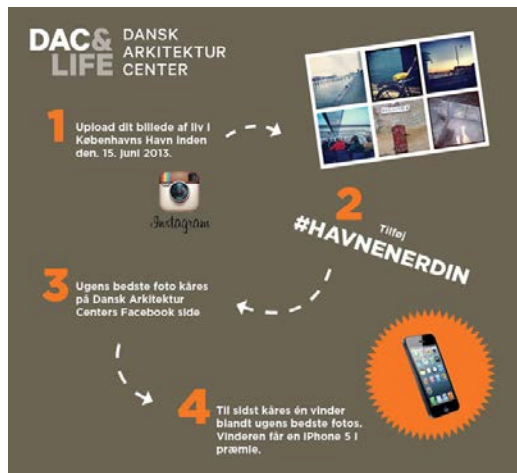 DAC& DANSK
LIFE ARKITEKTUR
CENTER
1
Upload dit billede af liv i
Københavns Havn inden
den. 15. juni 2013.
Instagram
2
Tilføj
#HAVNENERDIN
3
Ugens bedste foto kåres
på Dansk Arkitektur
Centers Facebook side
4
Til sidst kåres én vinder
blandt ugens bedste fotos.
Vinderen får en iPhone 5 i
præmie.